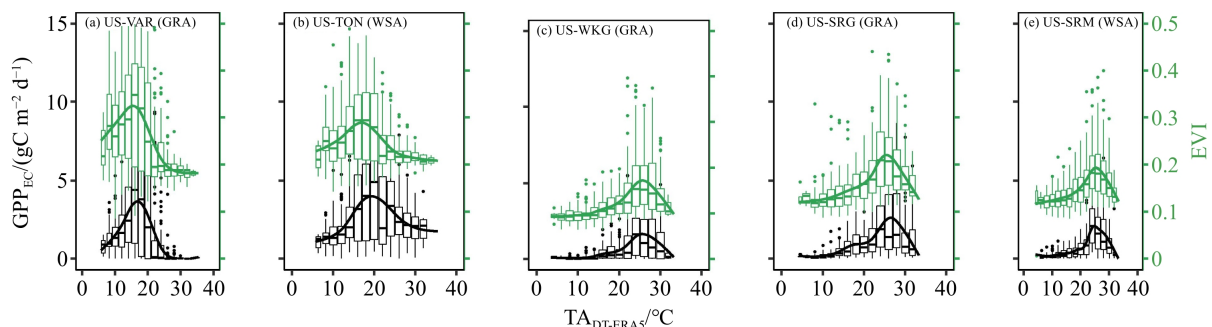 (a) US-VAR (GRA)
(b) US-TON (WSA)
(c) US-WKG (GRA)
(d) US-SRG (GRA)
(e) US-SRM (WSA)
GPP_EC/(gC m⁻² d⁻¹)
15
10
5
0
0.5
0.4
0.3
0.2
0.1
0
EVI
0 10 20 30 40
0 10 20 30 40
0 10 20 30 40
0 10 20 30 40
0 10 20 30 40
TA_DT-ERA5/°C